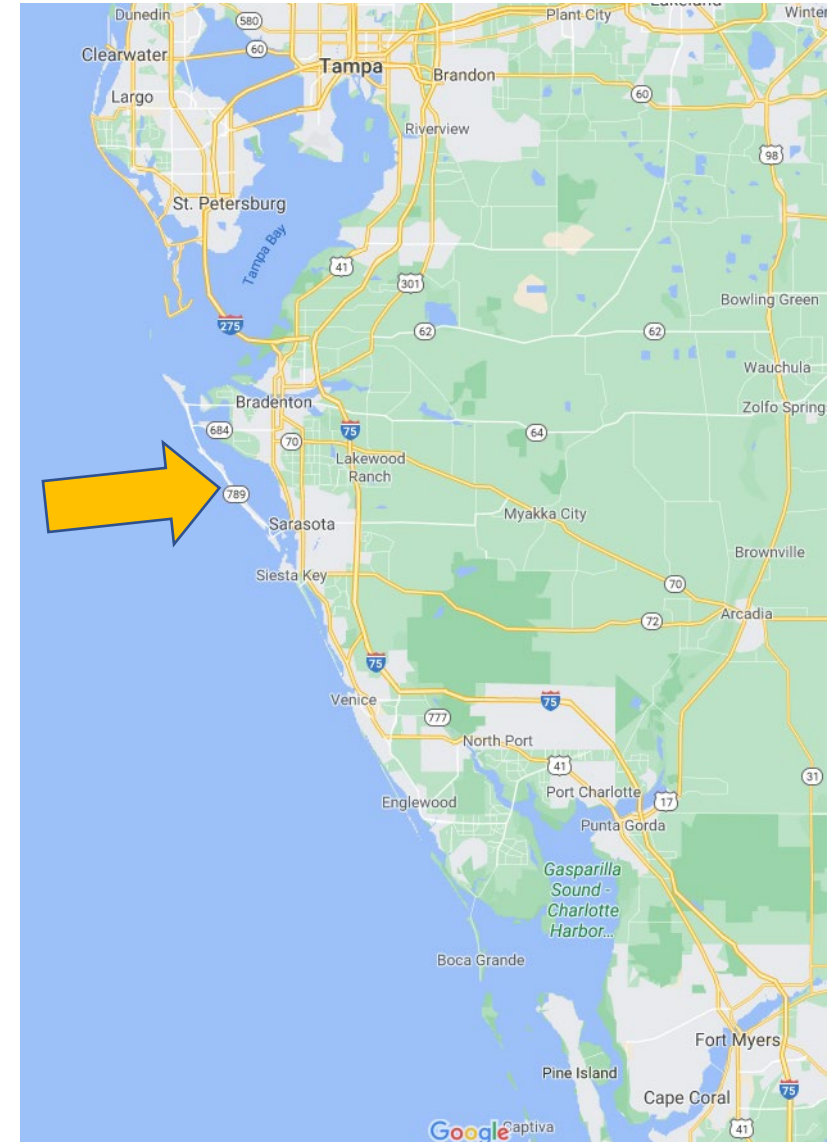 Dunedin
580
Plant City
Winter
Clearwater
60
Tampa
Brandon
Largo
60
Riverview
98
St. Petersburg
Tampa Bay
41
301
Bowling Green
275
62
62
Wauchula
Bradenton
Zolfo Spring
684
70
75
64
Lakewood
Ranch
789
Myakka City
Sarasota
Brownville
Siesta Key
70
72
Arcadia
75
Venice
75
777
North Port
41
31
Port Charlotte
17
Englewood
Punta Gorda
Gasparilla
Sound -
Charlotte
Harbor...
Boca Grande
Fort Myers
Pine Island
75
Cape Coral
Google
Captiva
41